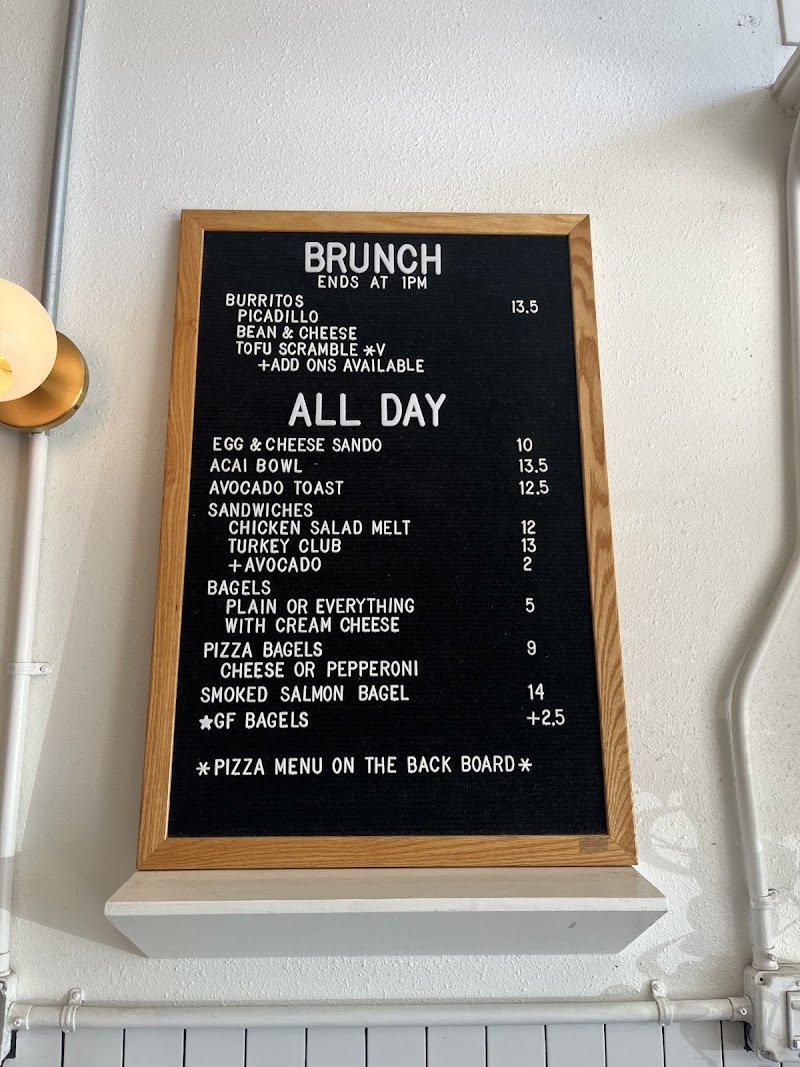 BRUNCH
ENDS AT 1PM
BURRITOS 13.5
PICADILLO
BEAN & CHEESE
TOFU SCRAMBLE *V
+ADD ONS AVAILABLE
ALL DAY
EGG & CHEESE SANDO 10
ACAI BOWL 13.5
AVOCADO TOAST 12.5
SANDWICHES
CHICKEN SALAD MELT 12
TURKEY CLUB 13
+AVOCADO 2
BAGELS
PLAIN OR EVERYTHING 5
WITH CREAM CHEESE
PIZZA BAGELS 9
CHEESE OR PEPPERONI
SMOKED SALMON BAGEL 14
★GF BAGELS +2.5
*PIZZA MENU ON THE BACK BOARD*